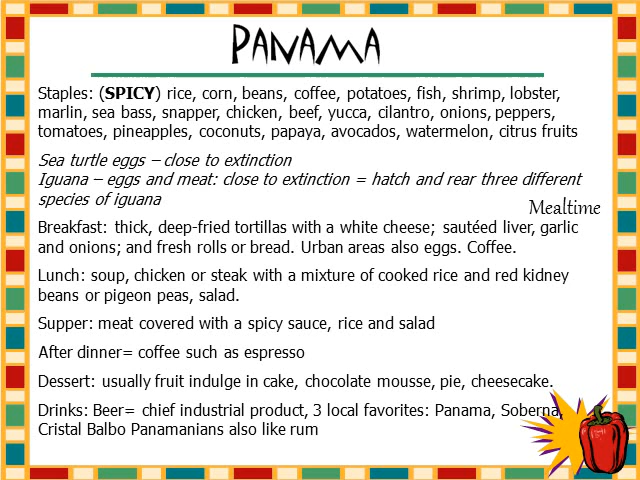 PANAMA
Staples: (SPICY) rice, corn, beans, coffee, potatoes, fish, shrimp, lobster,
marlin, sea bass, snapper, chicken, beef, yucca, cilantro, onions, peppers,
tomatoes, pineapples, coconuts, papaya, avocados, watermelon, citrus fruits
Sea turtle eggs – close to extinction
Iguana – eggs and meat: close to extinction = hatch and rear three different
species of iguana
Mealtime
Breakfast: thick, deep-fried tortillas with a white cheese; sautéed liver, garlic
and onions; and fresh rolls or bread. Urban areas also eggs. Coffee.
Lunch: soup, chicken or steak with a mixture of cooked rice and red kidney
beans or pigeon peas, salad.
Supper: meat covered with a spicy sauce, rice and salad
After dinner= coffee such as espresso
Dessert: usually fruit indulge in cake, chocolate mousse, pie, cheesecake.
Drinks: Beer= chief industrial product, 3 local favorites: Panama, Soberna,
Cristal Balbo Panamanians also like rum